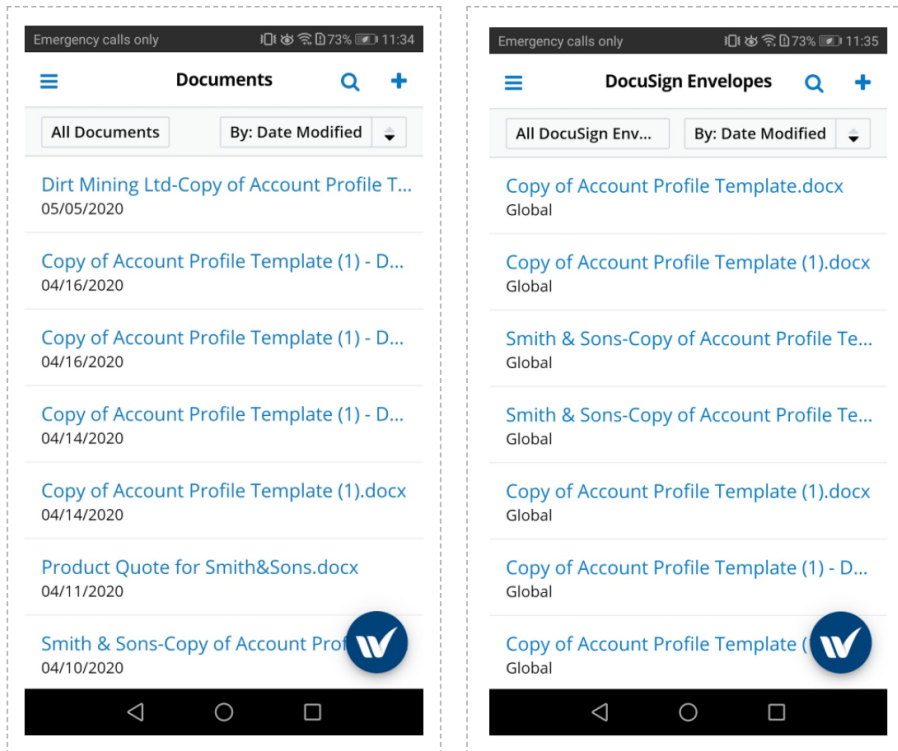 Emergency calls only 73% 11:34
Documents
All Documents By: Date Modified
Dirt Mining Ltd-Copy of Account Profile T...
05/05/2020
Copy of Account Profile Template (1) - D...
04/16/2020
Copy of Account Profile Template (1) - D...
04/16/2020
Copy of Account Profile Template (1) - D...
04/14/2020
Copy of Account Profile Template (1).docx
04/14/2020
Product Quote for Smith&Sons.docx
04/11/2020
Smith & Sons-Copy of Account Prof
04/10/2020
Emergency calls only 73% 11:35
DocuSign Envelopes
All DocuSign Env... By: Date Modified
Copy of Account Profile Template.docx
Global
Copy of Account Profile Template (1).docx
Global
Smith & Sons-Copy of Account Profile Te...
Global
Smith & Sons-Copy of Account Profile Te...
Global
Copy of Account Profile Template (1).docx
Global
Copy of Account Profile Template (1) - D...
Global
Copy of Account Profile Template (
Global